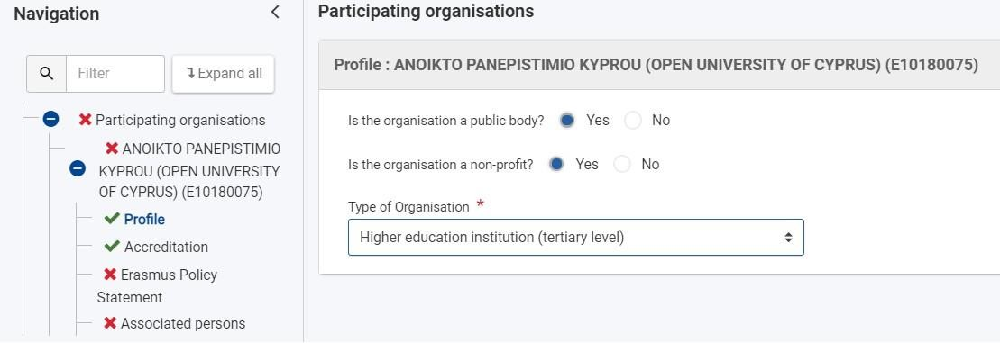 Navigation
Filter
Expand all
Participating organisations
ANOIKTO PANEPISTIMIO
KYPROU (OPEN UNIVERSITY
OF CYPRUS) (E10180075)
Profile
Accreditation
Erasmus Policy
Statement
Associated persons
Participating organisations
Profile : ANOIKTO PANEPISTIMIO KYPROU (OPEN UNIVERSITY OF CYPRUS) (E10180075)
Is the organisation a public body? Yes No
Is the organisation a non-profit? Yes No
Type of Organisation *
Higher education institution (tertiary level)